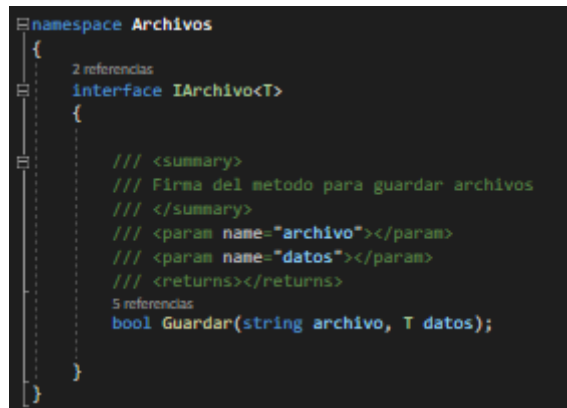 namespace Archivos
{
2 referencias
interface IArchivo<T>
{
/// <summary>
/// Firma del metodo para guardar archivos
/// </summary>
/// <param name="archivo"></param>
/// <param name="datos"></param>
/// <returns></returns>
5 referencias
bool Guardar(string archivo, T datos);
}
}